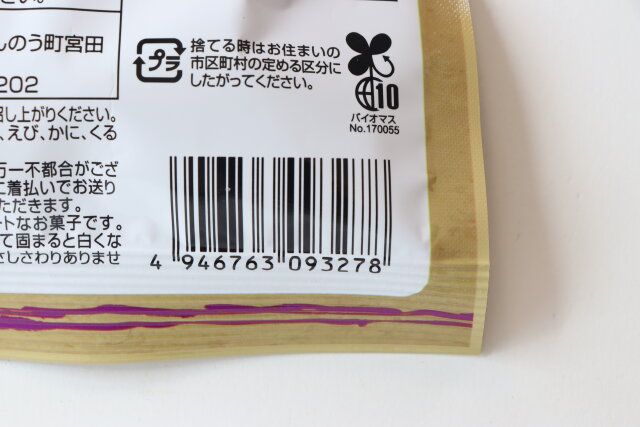 さい。
んのう町宮田
202
プラ
捨てる時はお住まいの
市区町村の定める区分に
したがってください。
10
バイオマス
No.170055
召し上がりください。
、えび、かに、くる
万一不都合がござ
に着払いでお送り
ただきます。
ートなお菓子です。
て固まると白くな
さしさわりありませ
4 946763 093278